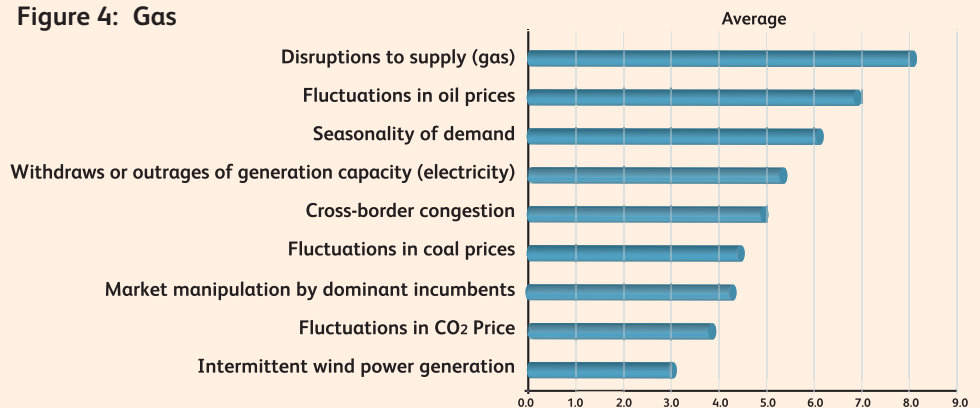 Figure 4: Gas
Average
Disruptions to supply (gas)
Fluctuations in oil prices
Seasonality of demand
Withdraws or outrages of generation capacity (electricity)
Cross-border congestion
Fluctuations in coal prices
Market manipulation by dominant incumbents
Fluctuations in CO2 Price
Intermittent wind power generation
0.0 1.0 2.0 3.0 4.0 5.0 6.0 7.0 8.0 9.0